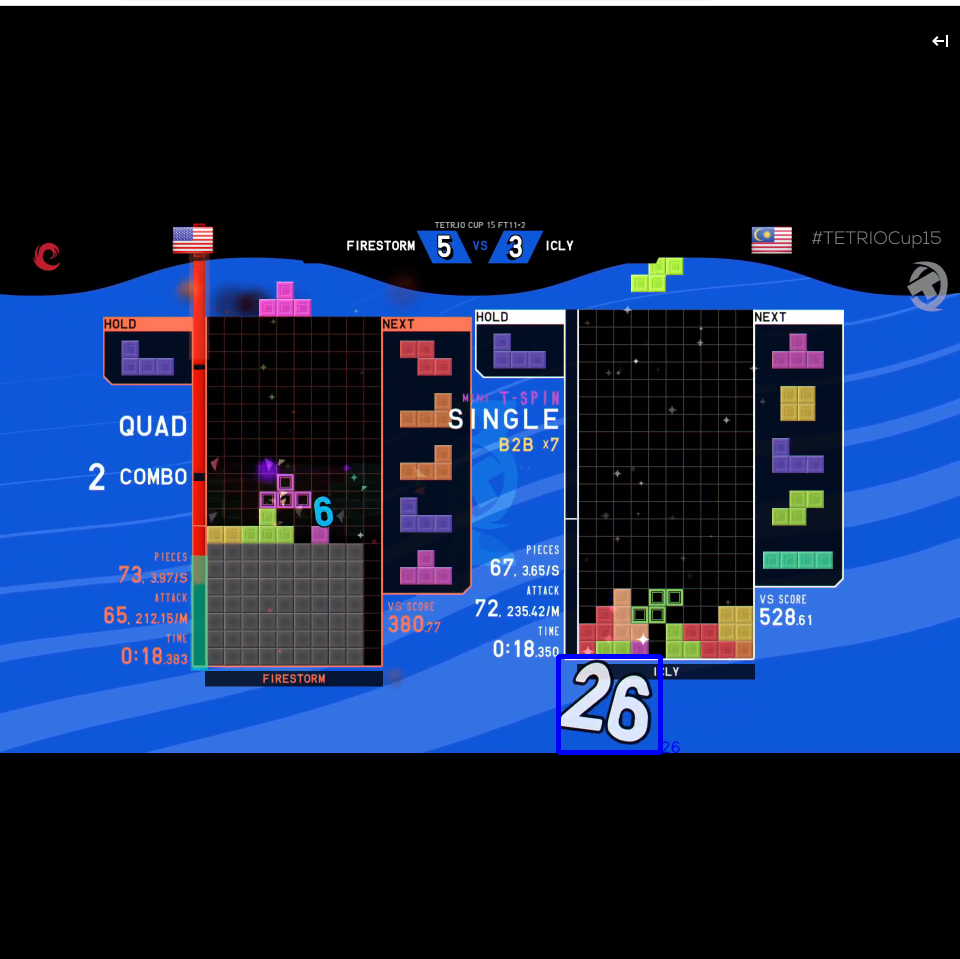 TETR.IO CUP 15 FT11-2
FIRESTORM 5 VS 3 ICLY
#TETRIOCup15
HOLD
NEXT
HOLD
NEXT
QUAD
2 COMBO
6
MINI T-SPIN
SINGLE
B2B x7
PIECES
73, 3.97/S
ATTACK
65, 212.15/M
TIME
0:18.383
VS SCORE
380.77
FIRESTORM
PIECES
67, 3.65/S
ATTACK
72, 235.42/M
TIME
0:18.350
VS SCORE
528.61
ICLY
26
26